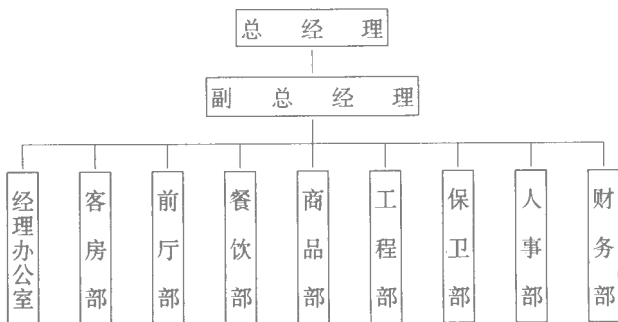 总经理
副总经理
经理办公室
客房部
前厅部
餐饮部
商品部
工程部
保卫部
人事部
财务部